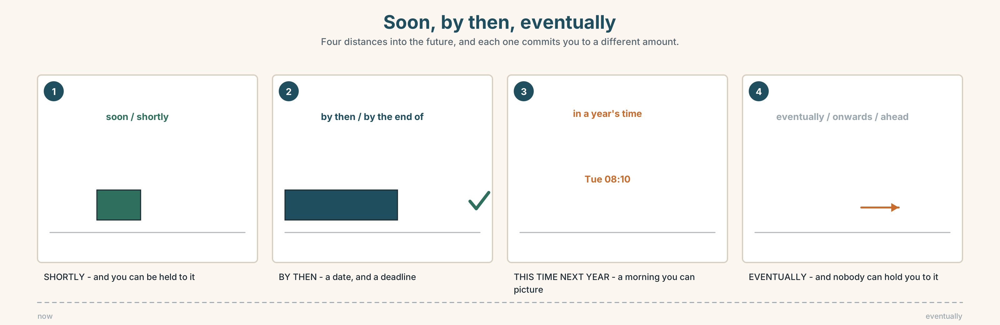 Soon, by then, eventually
Four distances into the future, and each one commits you to a different amount.
1
soon / shortly
SHORTLY - and you can be held to it
2
by then / by the end of
BY THEN - a date, and a deadline
3
in a year's time
Tue 08:10
THIS TIME NEXT YEAR - a morning you can
picture
4
eventually / onwards / ahead
EVENTUALLY - and nobody can hold you to it
now
eventually